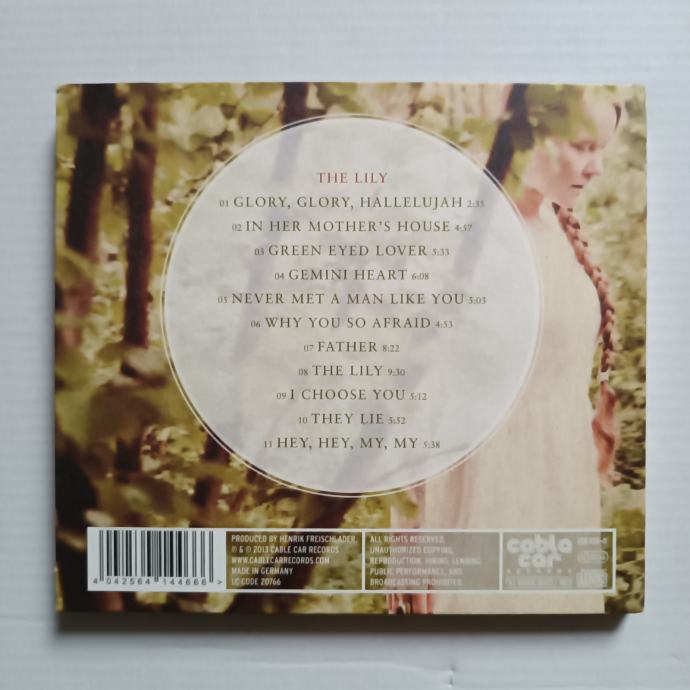 THE LILY
01 GLORY, GLORY, HALLELUJAH 2:35
02 IN HER MOTHER'S HOUSE 4:57
03 GREEN EYED LOVER 5:33
04 GEMINI HEART 6:08
05 NEVER MET A MAN LIKE YOU 5:03
06 WHY YOU SO AFRAID 4:53
07 FATHER 8:22
08 THE LILY 9:30
09 I CHOOSE YOU 5:12
10 THEY LIE 5:52
11 HEY, HEY, MY, MY 5:38
4 042564 144666 >
PRODUCED BY HENRIK FREISCHLADER.
℗ & © 2013 CABLE CAR RECORDS
WWW.CABLECARRECORDS.COM
MADE IN GERMANY
LC-CODE 20766
ALL RIGHTS RESERVED.
UNAUTHORIZED COPYING,
REPRODUCTION, HIRING, LENDING,
PUBLIC PERFORMANCE, AND
BROADCASTING PROHIBITED.
cable
car
RECORDS